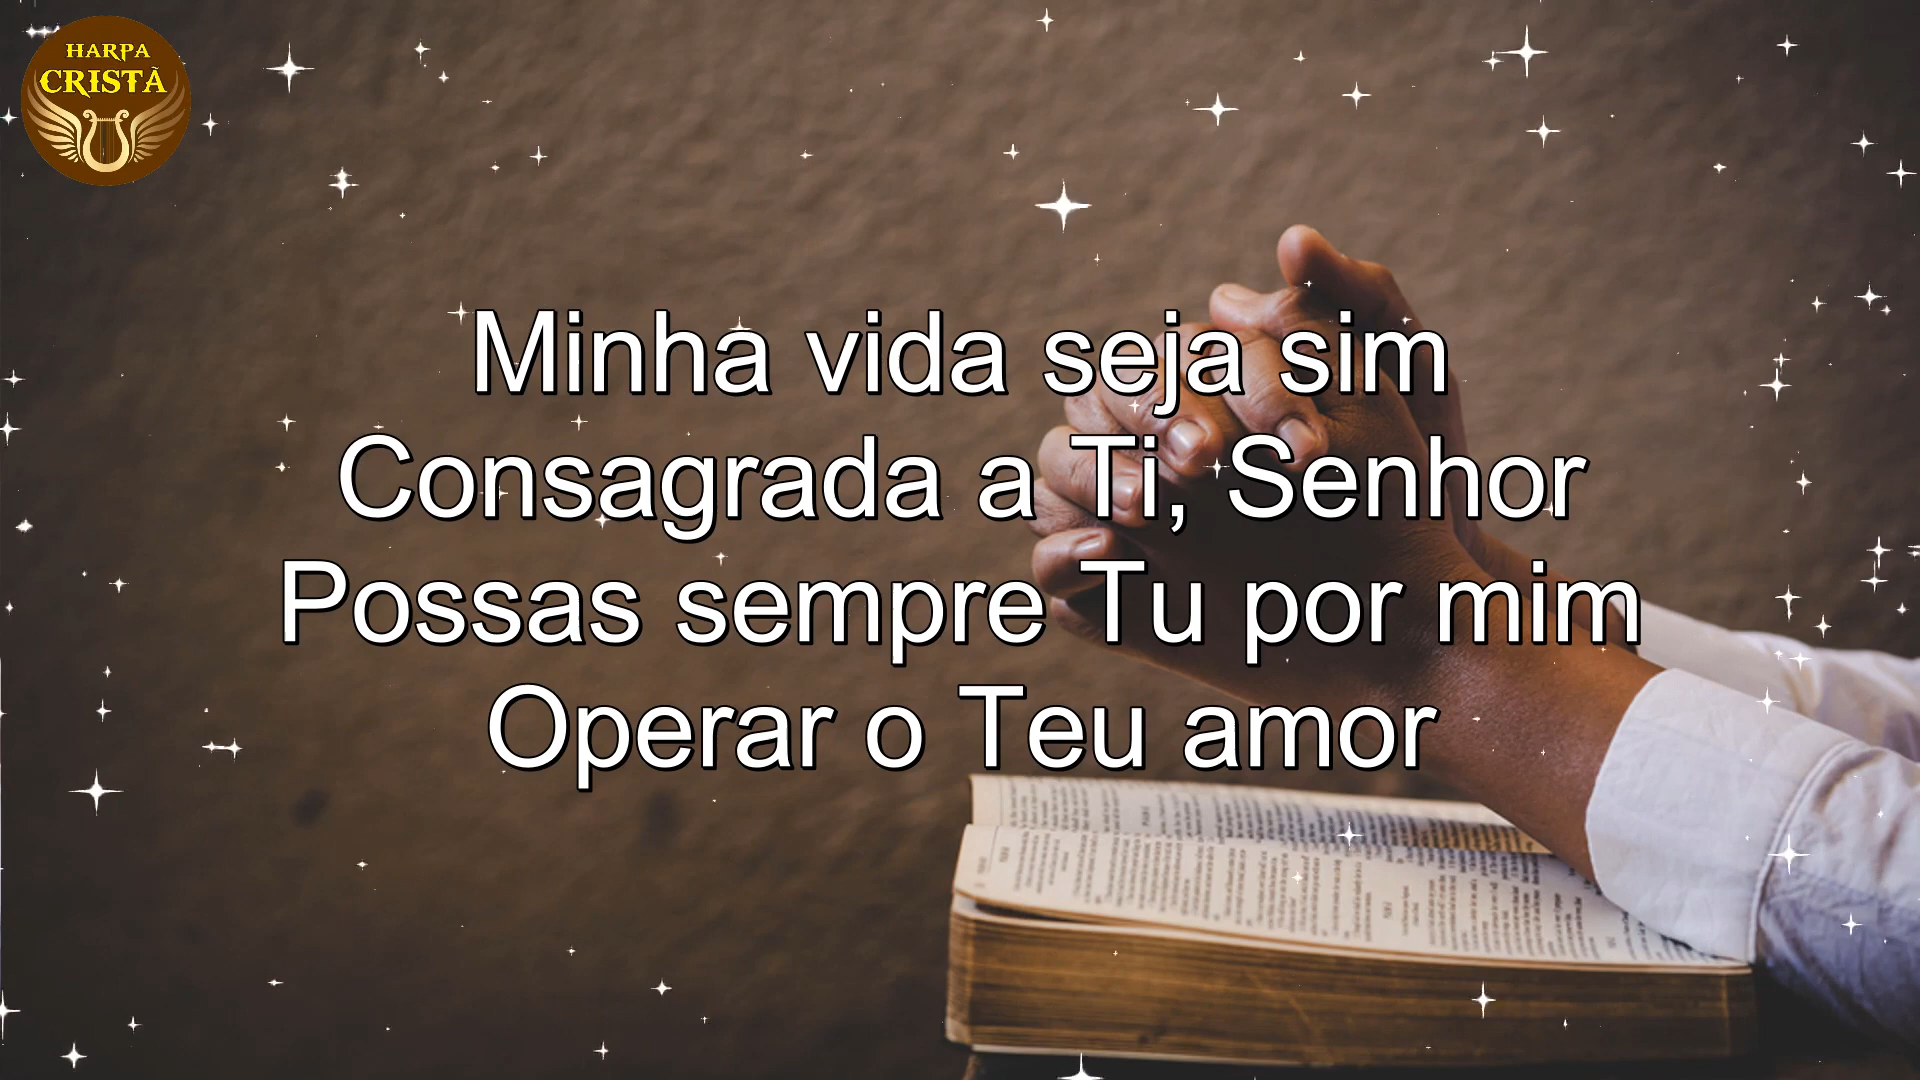 HARPA
CRISTÃ
Minha vida seja sim
Consagrada a Ti, Senhor
Possas sempre Tu por mim
Operar o Teu amor